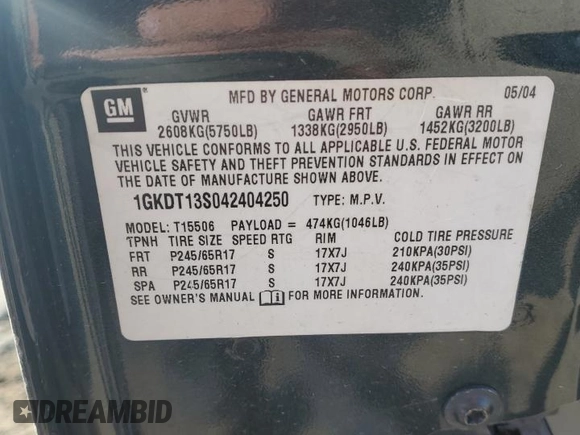 GM
MFD BY GENERAL MOTORS CORP. 05/04
GVWR GAWR FRT GAWR RR
2608KG(5750LB) 1338KG(2950LB) 1452KG(3200LB)
THIS VEHICLE CONFORMS TO ALL APPLICABLE U.S. FEDERAL MOTOR
VEHICLE SAFETY AND THEFT PREVENTION STANDARDS IN EFFECT ON
THE DATE OF MANUFACTURE SHOWN ABOVE.
1GKDT13S042404250 TYPE: M.P.V.
MODEL: T15506 PAYLOAD = 474KG(1046LB)
TPNH TIRE SIZE SPEED RTG RIM COLD TIRE PRESSURE
FRT P245/65R17 S 17X7J 210KPA(30PSI)
RR P245/65R17 S 17X7J 240KPA(35PSI)
SPA P245/65R17 S 17X7J 240KPA(35PSI)
SEE OWNER'S MANUAL FOR MORE INFORMATION.
DREAMBID